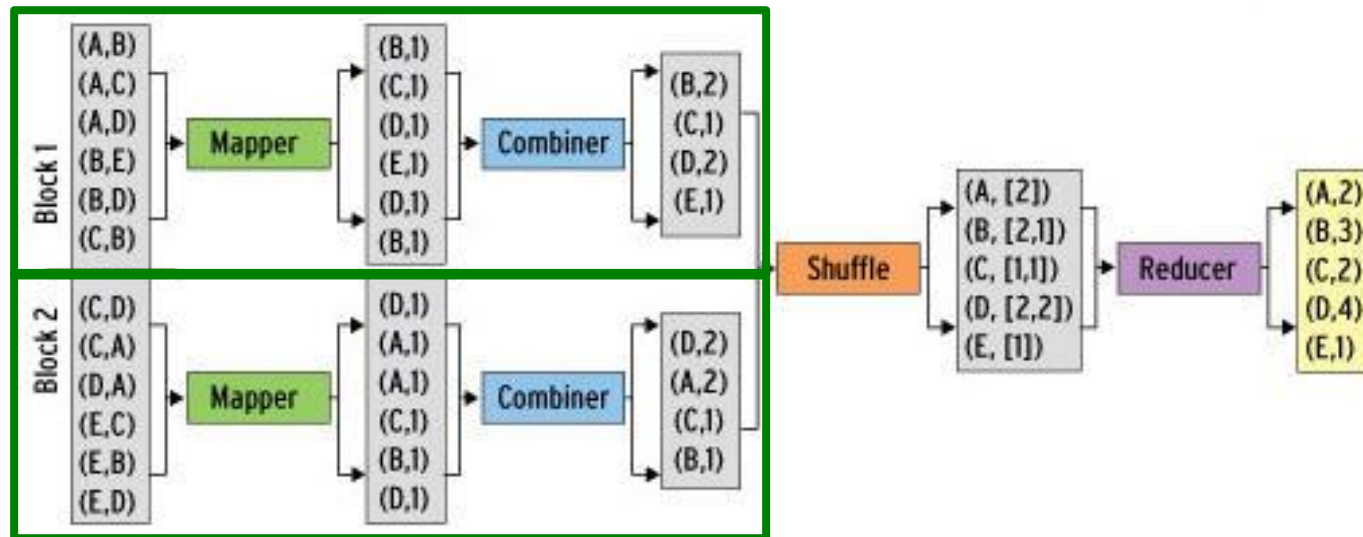 Block 1
(A,B)
(A,C)
(A,D)
(B,E)
(B,D)
(C,B)
Mapper
(B,1)
(C,1)
(D,1)
(E,1)
(D,1)
(B,1)
Combiner
(B,2)
(C,1)
(D,2)
(E,1)
Block 2
(C,D)
(C,A)
(D,A)
(E,C)
(E,B)
(E,D)
Mapper
(D,1)
(A,1)
(A,1)
(C,1)
(B,1)
(D,1)
Combiner
(D,2)
(A,2)
(C,1)
(B,1)
Shuffle
(A, [2])
(B, [2,1])
(C, [1,1])
(D, [2,2])
(E, [1])
Reducer
(A,2)
(B,3)
(C,2)
(D,4)
(E,1)